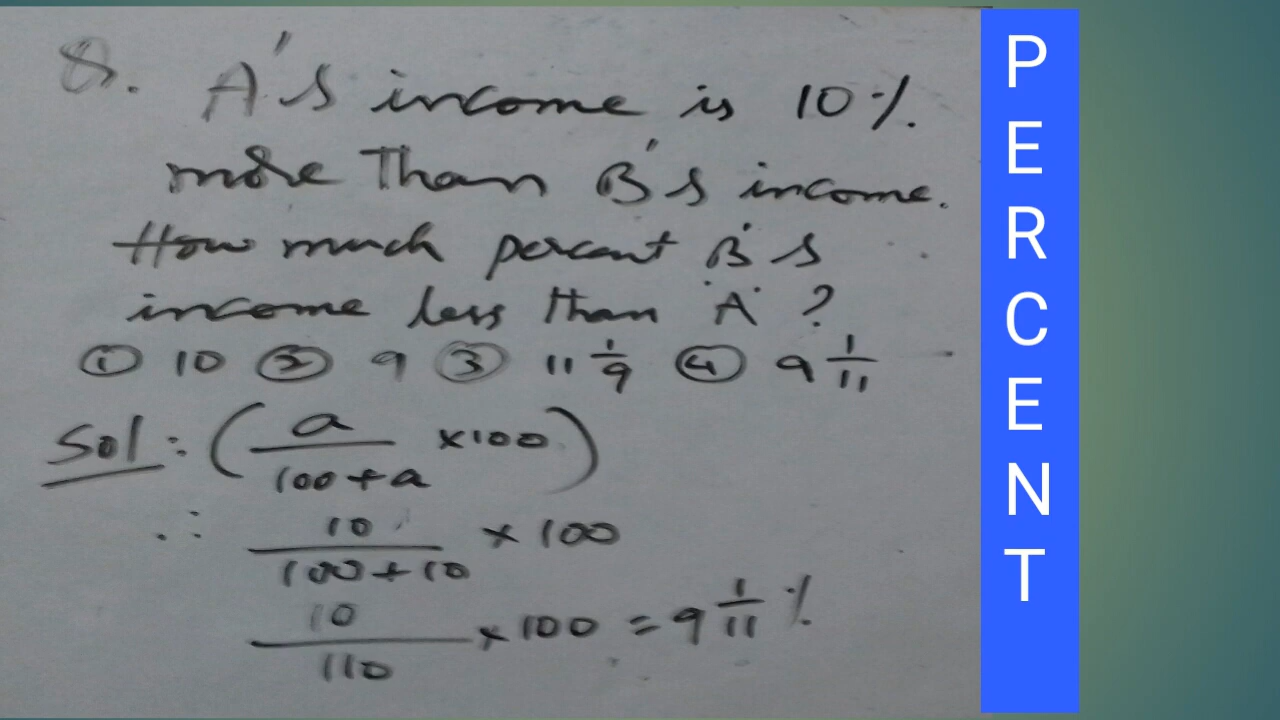 8. A's income is 10%
more than B's income.
How much percent B's
income less than 'A' ?
① 10 ② 9 ③ 11 1/9 ④ 9 1/11
Sol : ( a / 100 + a × 100 )
∴ 10 / 100 + 10 × 100
10 / 110 × 100 = 9 1/11 %
PERCENT